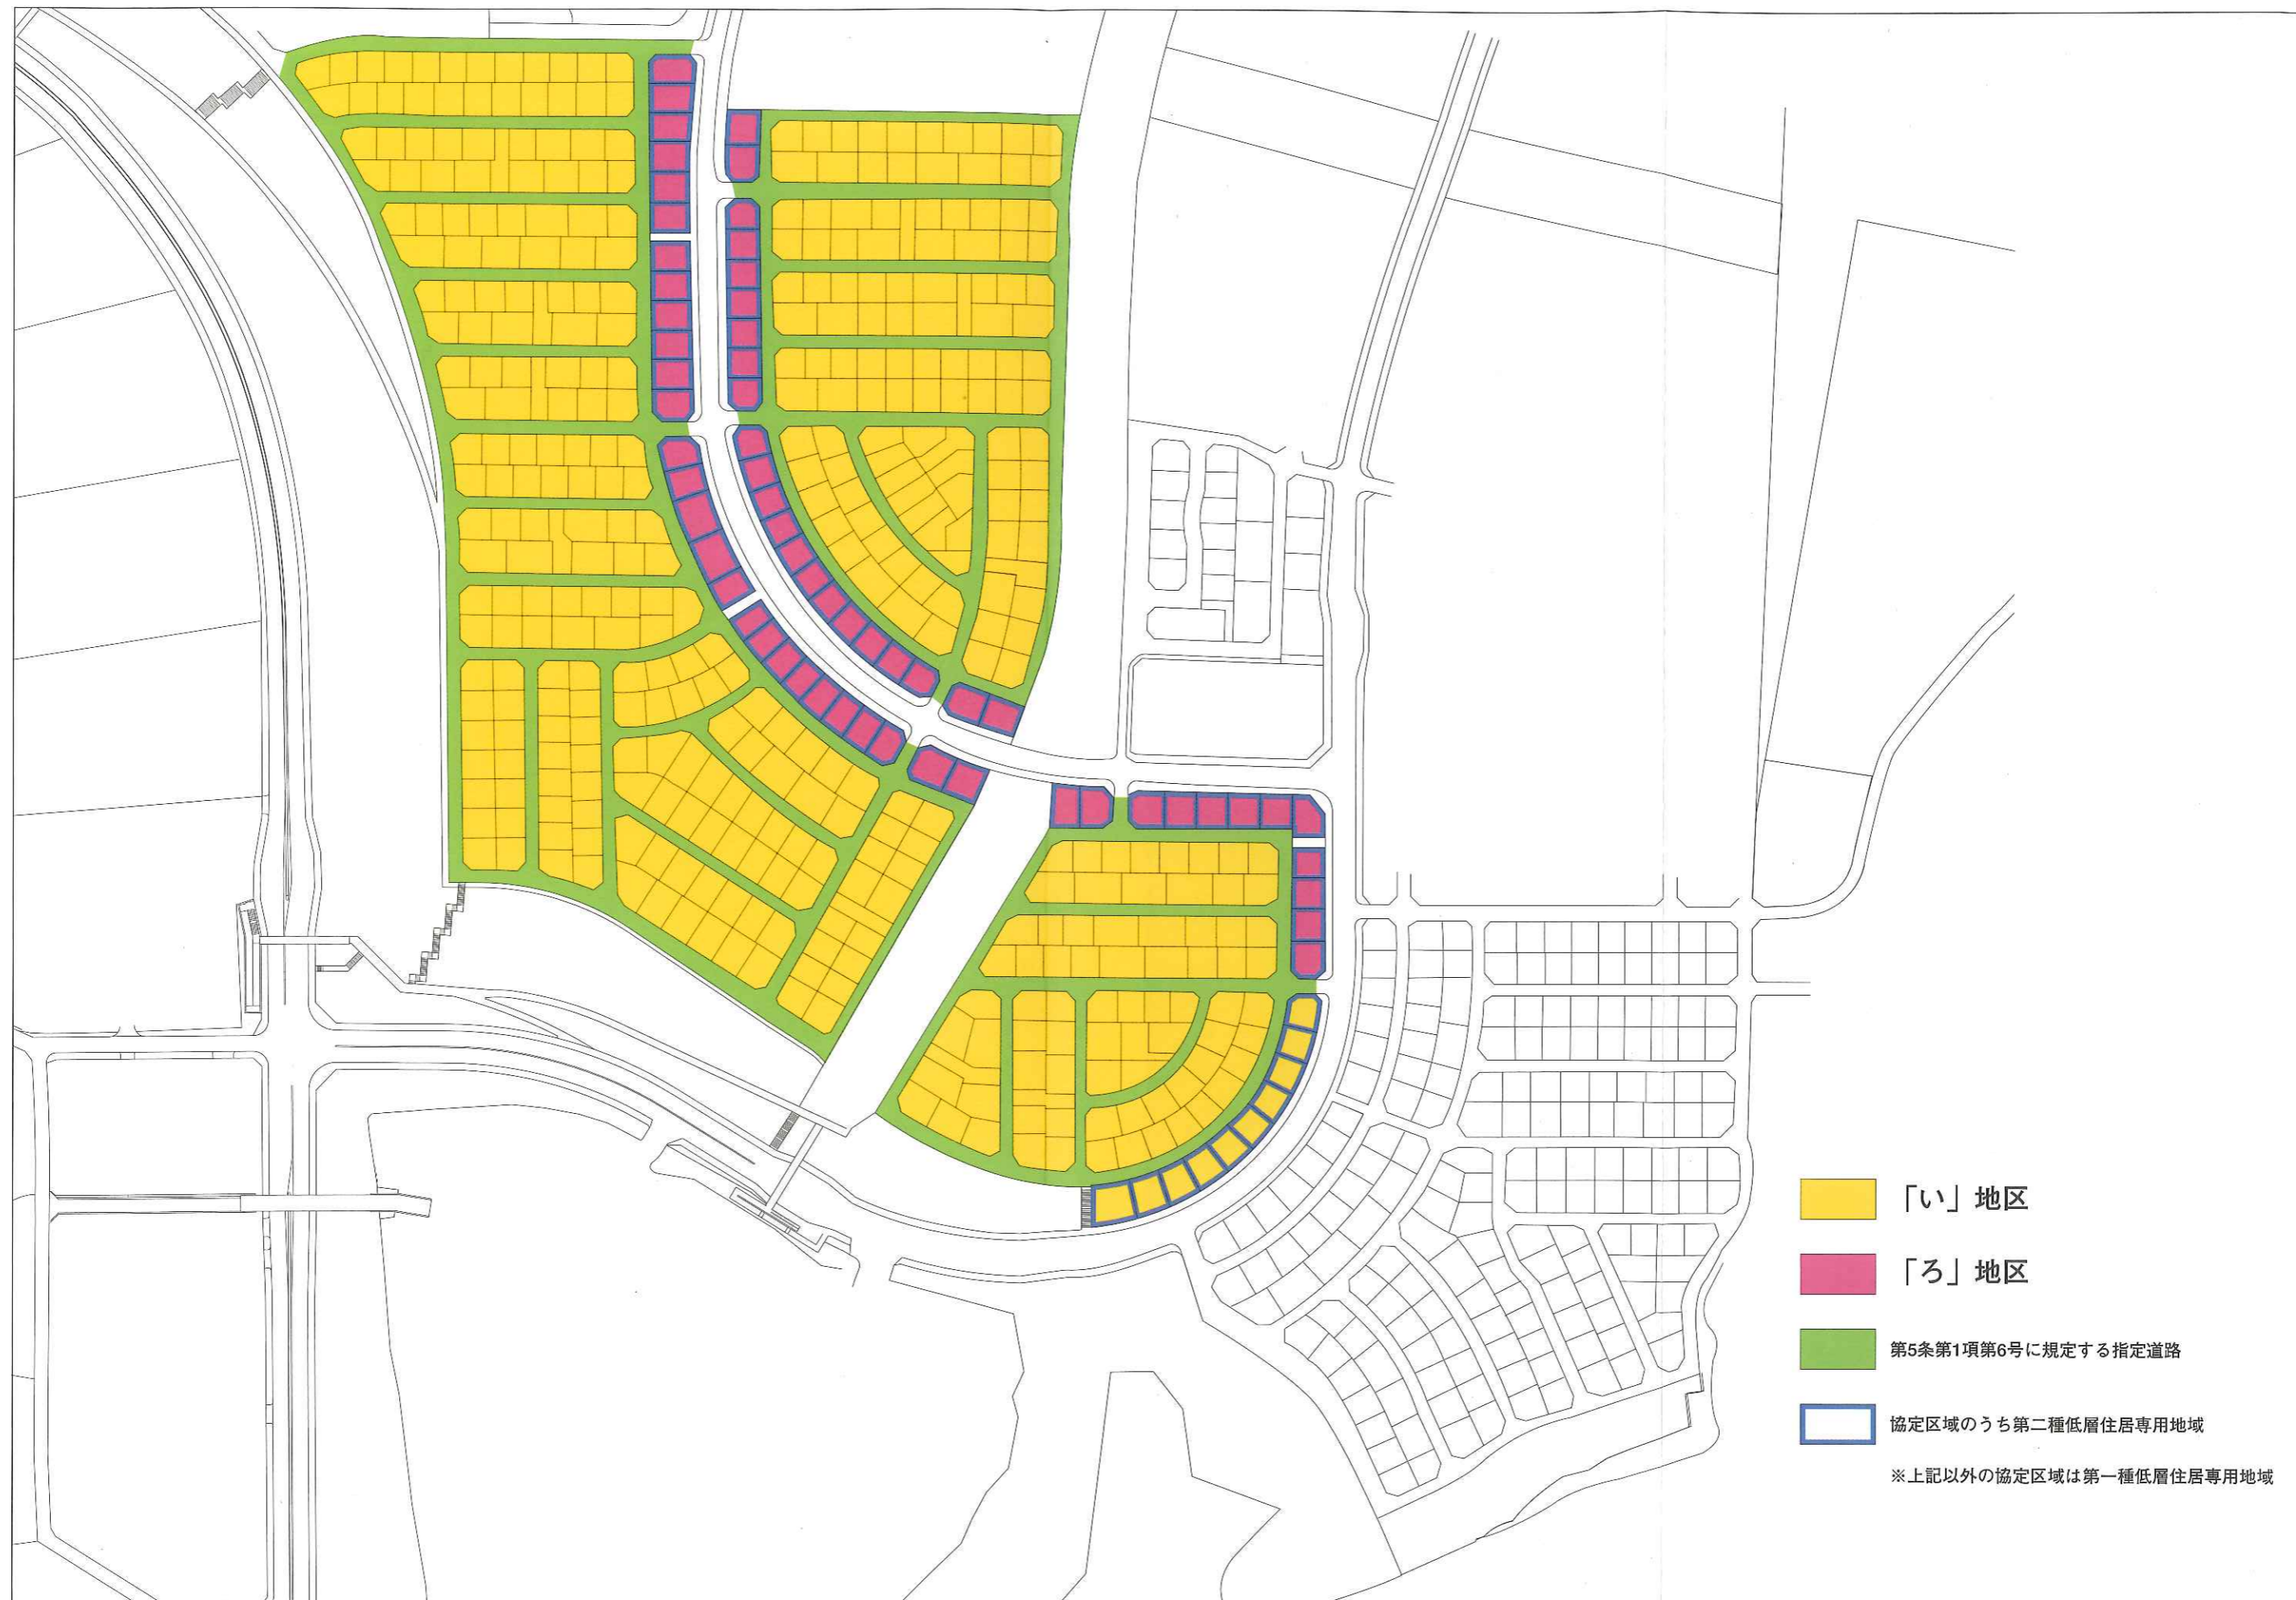 「い」地区
「ろ」地区
第5条第1項第6号に規定する指定道路
協定区域のうち第二種低層住居専用地域
※上記以外の協定区域は第一種低層住居専用地域